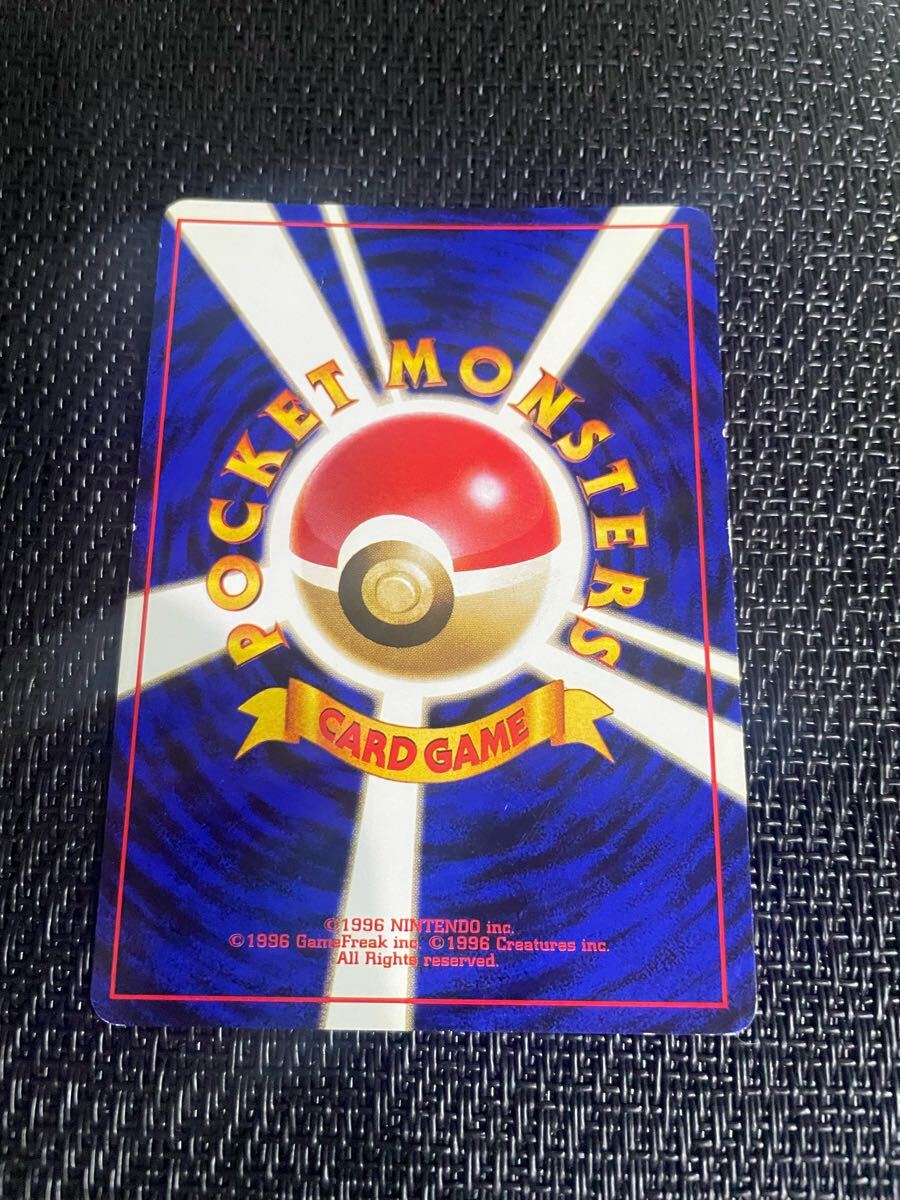 POCKET MONSTERS
CARD GAME
©1996 NINTENDO inc.
©1996 GameFreak inc. ©1996 Creatures inc.
All Rights reserved.